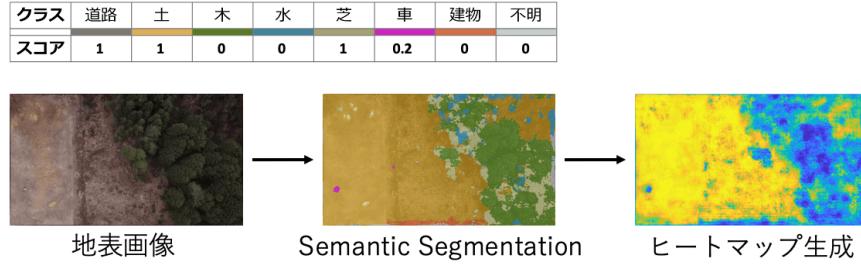 クラス 道路 土 木 水 芝 車 建物 不明
スコア 1 1 0 0 1 0.2 0 0
地表画像 Semantic Segmentation ヒートマップ生成